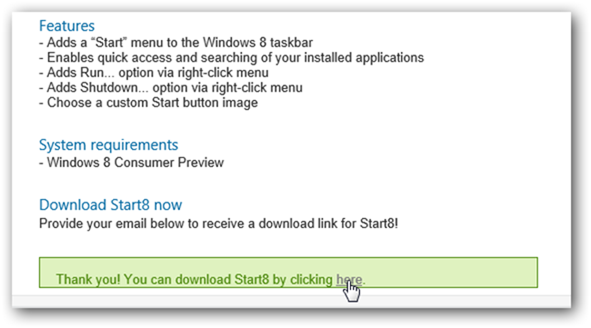 Features
- Adds a “Start” menu to the Windows 8 taskbar
- Enables quick access and searching of your installed applications
- Adds Run... option via right-click menu
- Adds Shutdown... option via right-click menu
- Choose a custom Start button image
System requirements
- Windows 8 Consumer Preview
Download Start8 now
Provide your email below to receive a download link for Start8!
Thank you! You can download Start8 by clicking here.